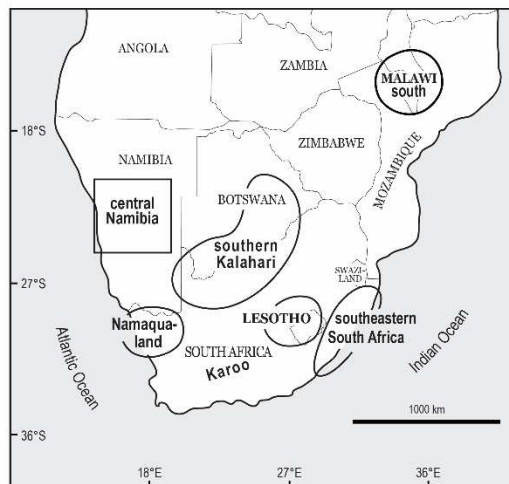 ANGOLA
ZAMBIA
MALAWI
south
18°S
ZIMBABWE
MOZAMBIQUE
NAMIBIA
central
Namibia
BOTSWANA
southern
Kalahari
SWAZI-
LAND
27°S
Namaqua-
land
LESOTHO
southeastern
South Africa
SOUTH AFRICA
Karoo
Atlantic Ocean
Indian Ocean
1000 km
36°S
18°E
27°E
36°E